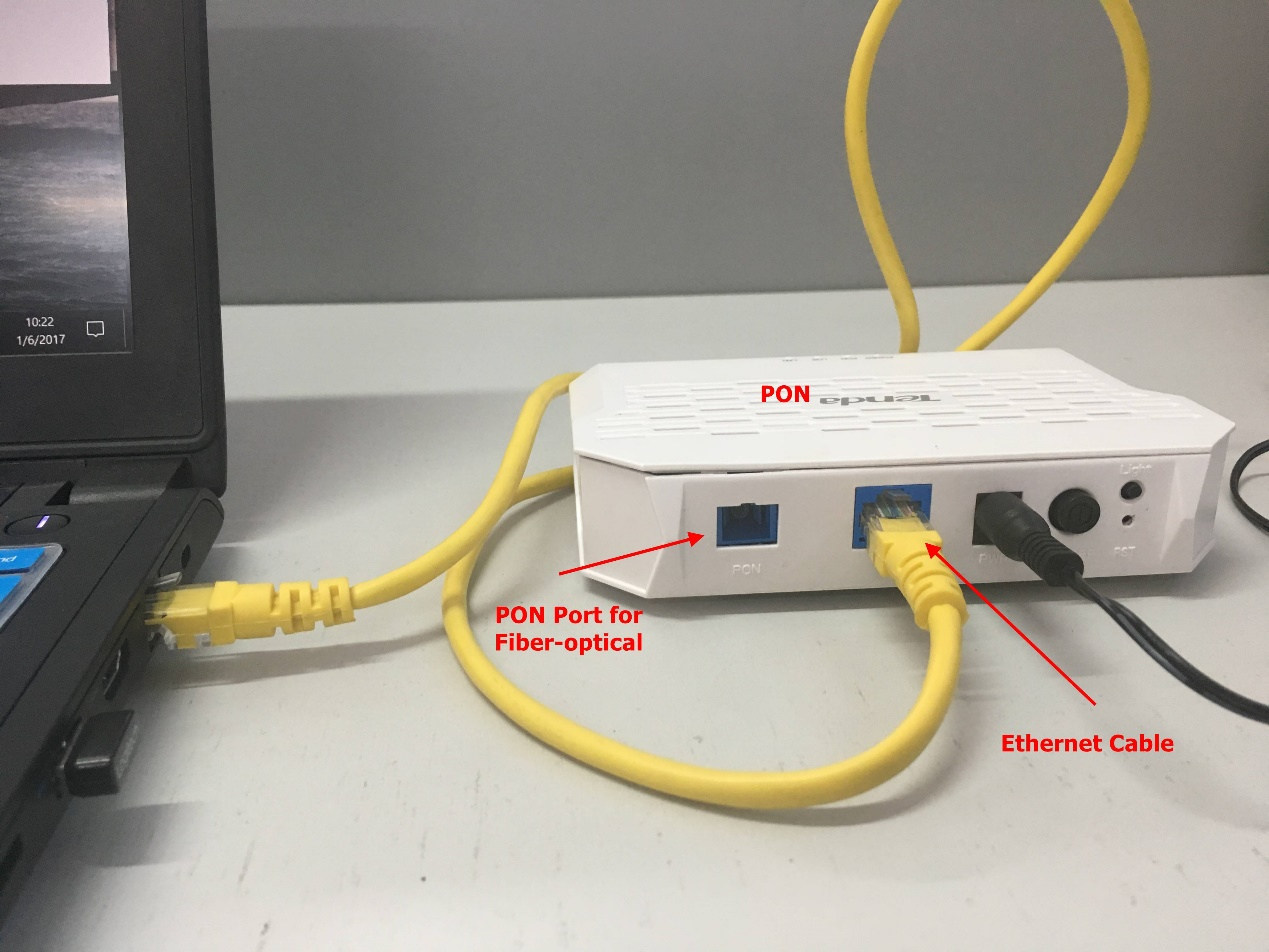 10:22
1/6/2017
PON
Tenda
Light
PON
RST
PON Port for
Fiber-optical
Ethernet Cable